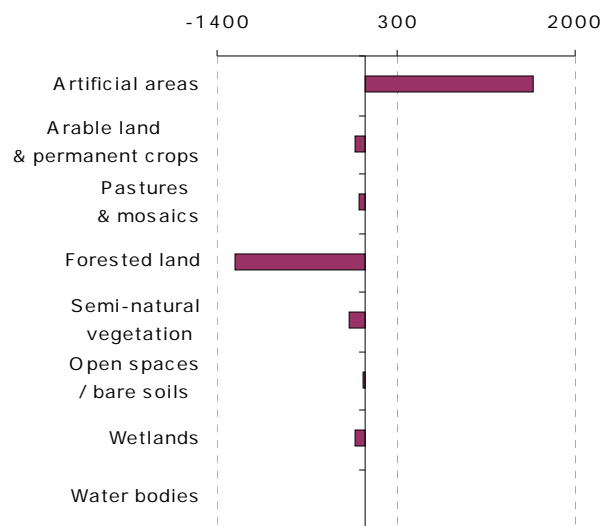 -1400 300 2000
Artificial areas
Arable land
& permanent crops
Pastures
& mosaics
Forested land
Semi-natural
vegetation
Open spaces
/ bare soils
Wetlands
Water bodies